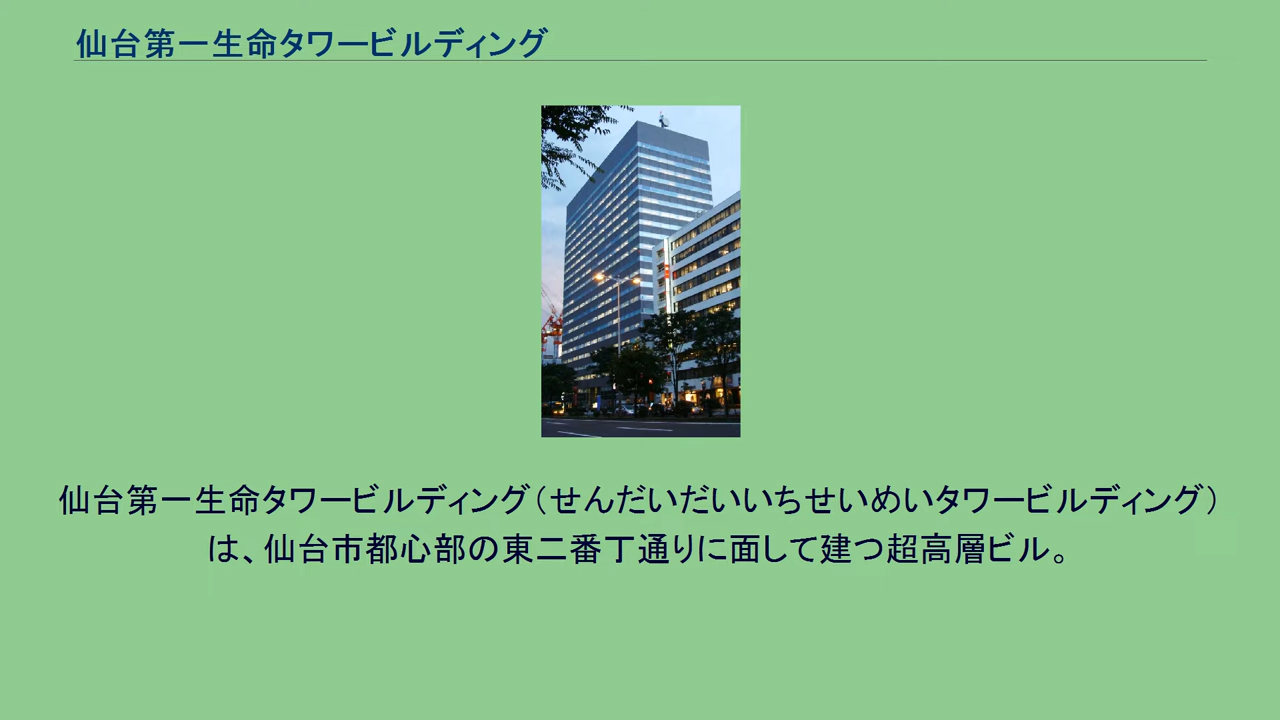 仙台第一生命タワービルディング
仙台第一生命タワービルディング（せんだいだいいちせいめいタワービルディング）
は、仙台市都心部の東二番丁通りに面して建つ超高層ビル。